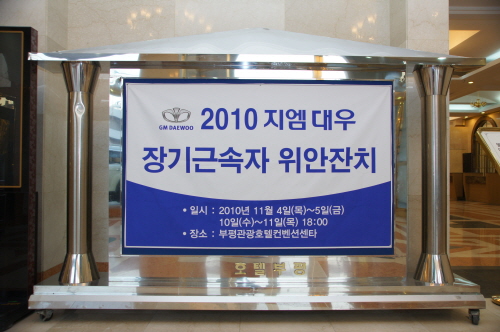 GM DAEWOO
2010 지엠대우
장기근속자 위안잔치
• 일시 : 2010년 11월 4일(목)~5일(금)
10일(수)~11일(목) 18:00
• 장소 : 부평관광호텔컨벤션센타
호텔부평